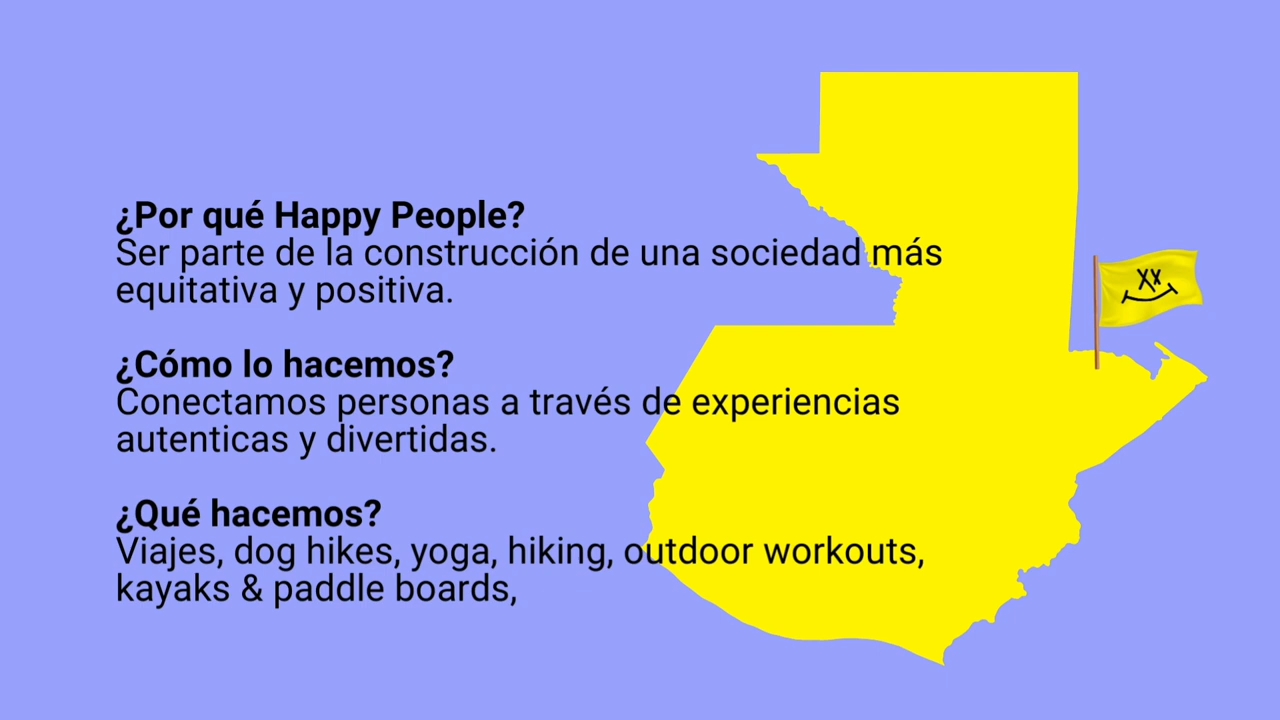 ¿Por qué Happy People?
Ser parte de la construcción de una sociedad más
equitativa y positiva.
¿Cómo lo hacemos?
Conectamos personas a través de experiencias
autenticas y divertidas.
¿Qué hacemos?
Viajes, dog hikes, yoga, hiking, outdoor workouts,
kayaks & paddle boards,